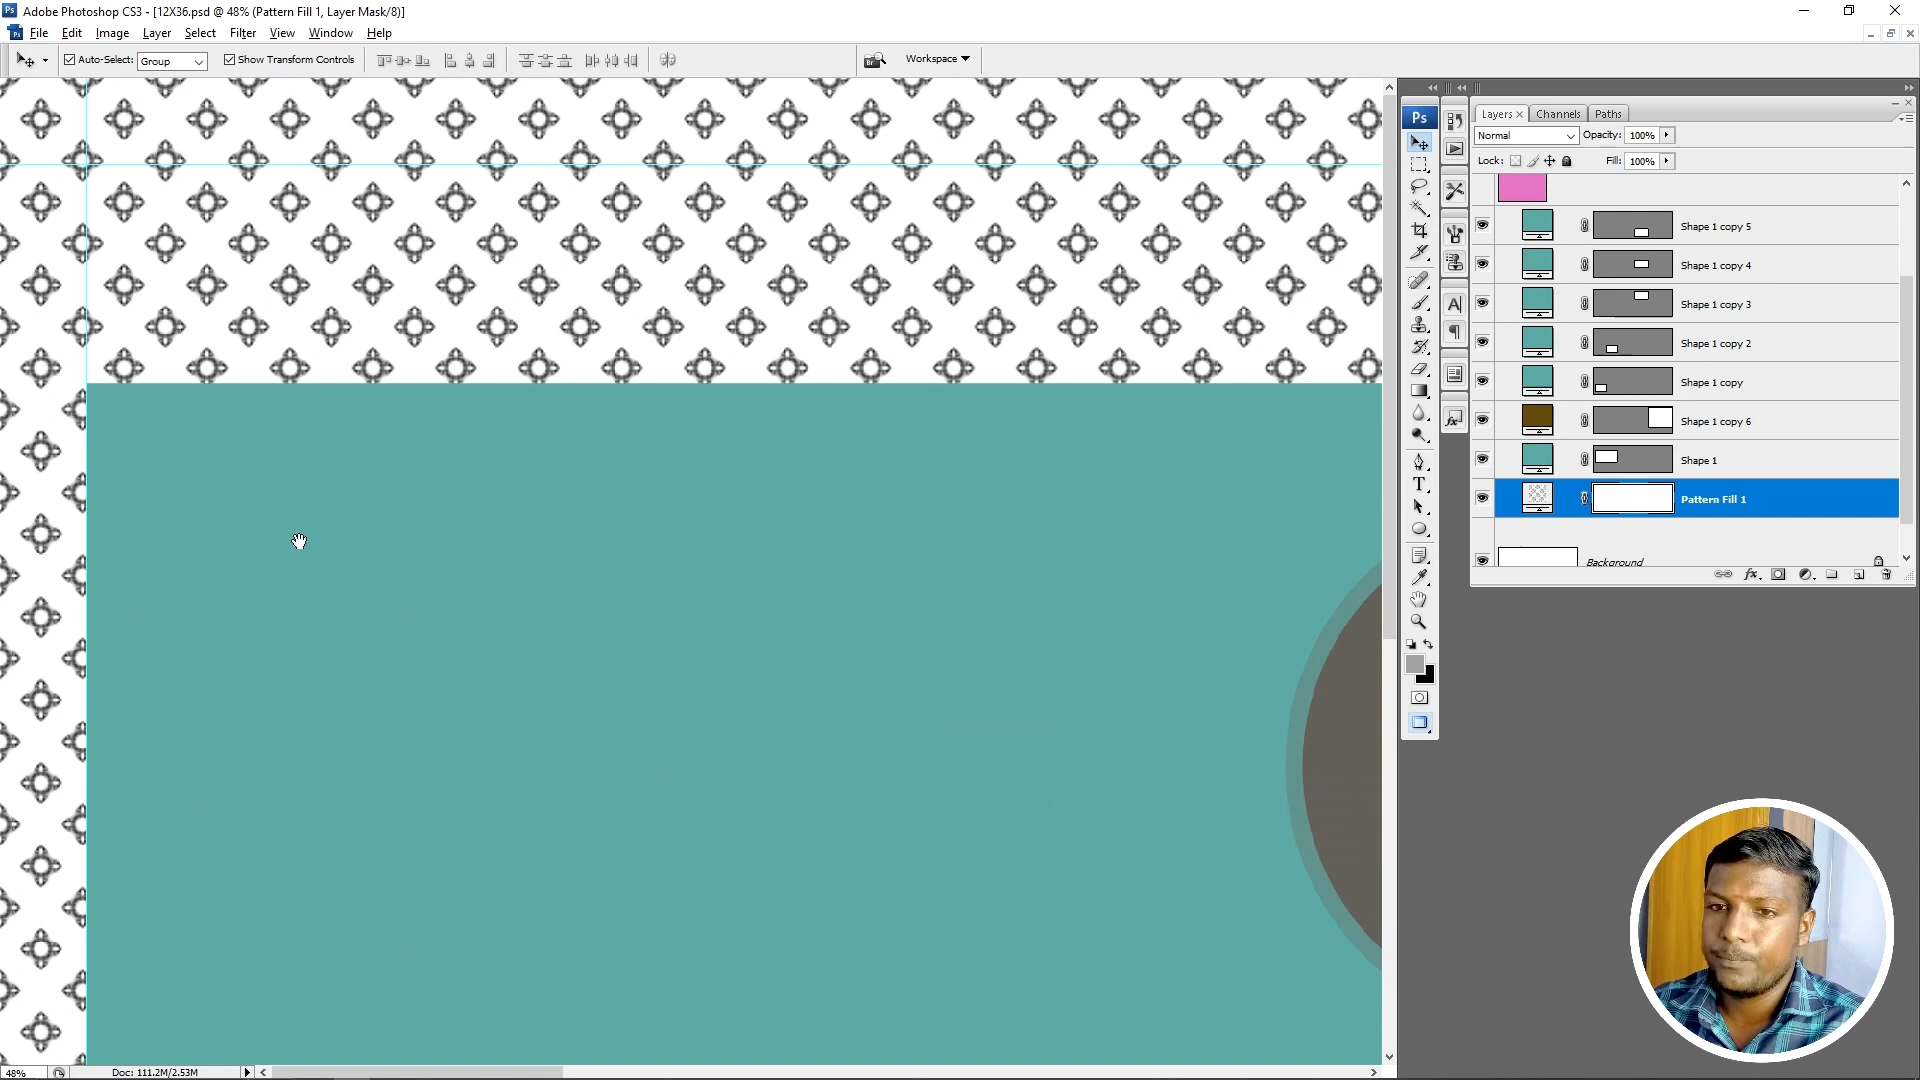 Adobe Photoshop CS3 - [12X36.psd @ 48% (Pattern Fill 1, Layer Mask/8)]
File Edit Image Layer Select Filter View Window Help
Auto-Select: Group Show Transform Controls Workspace
Layers Channels Paths
Normal Opacity: 100%
Lock: Fill: 100%
Shape 1 copy 5
Shape 1 copy 4
Shape 1 copy 3
Shape 1 copy 2
Shape 1 copy
Shape 1 copy 6
Shape 1
Pattern Fill 1
Background
48% Doc: 111.2M/2.53M